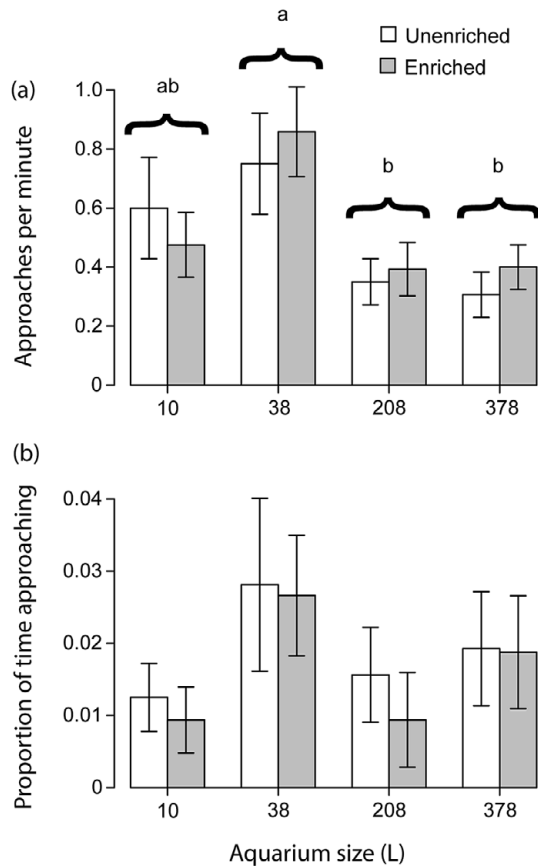 a
Unenriched
Enriched
(a)
ab
b
b
Approaches per minute
1.0
0.8
0.6
0.4
0.2
0
10
38
208
378
(b)
Proportion of time approaching
0.04
0.03
0.02
0.01
0
10
38
208
378
Aquarium size (L)